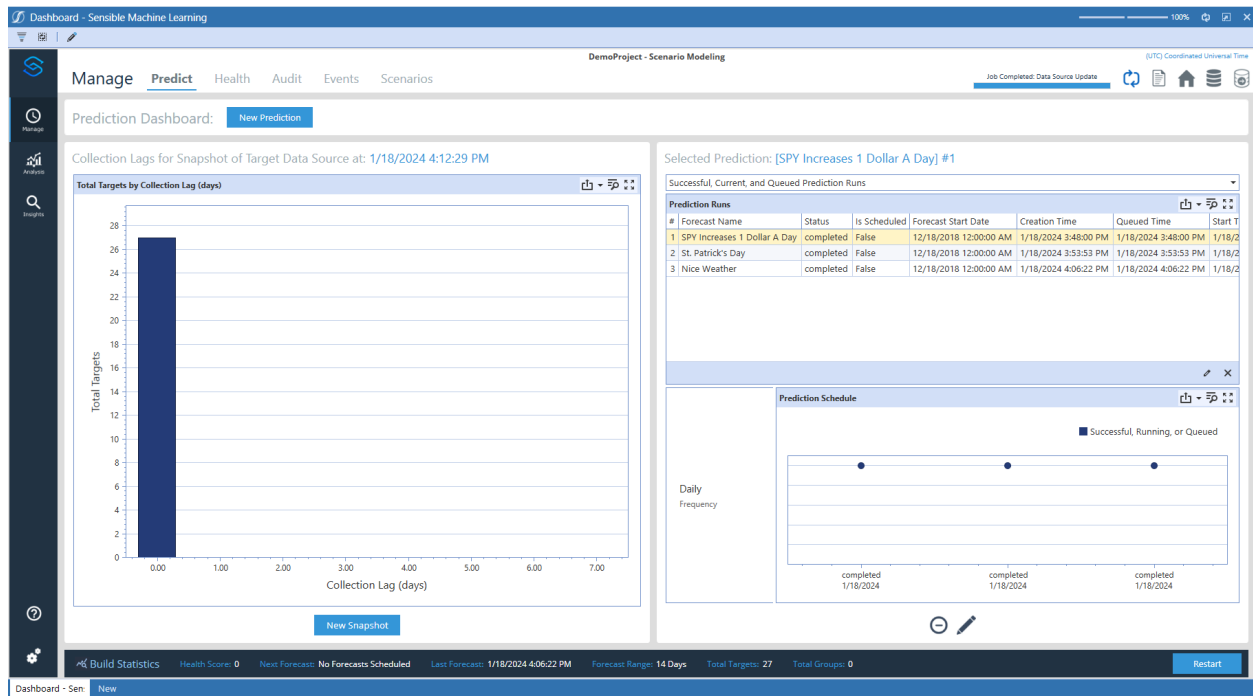 Dashboard - Sensible Machine Learning
100%
DemoProject - Scenario Modeling
(UTC) Coordinated Universal Time
Manage Predict Health Audit Events Scenarios
Job Completed: Data Source Update
Manage
Analysis
Insights
Prediction Dashboard: New Prediction
Collection Lags for Snapshot of Target Data Source at: 1/18/2024 4:12:29 PM
Total Targets by Collection Lag (days)
28
26
24
22
20
18
16
14
12
10
8
6
4
2
0
Total Targets
0.00 1.00 2.00 3.00 4.00 5.00 6.00 7.00
Collection Lag (days)
New Snapshot
Selected Prediction: [SPY Increases 1 Dollar A Day] #1
Successful, Current, and Queued Prediction Runs
Prediction Runs
# Forecast Name Status Is Scheduled Forecast Start Date Creation Time Queued Time Start T
1 SPY Increases 1 Dollar A Day completed False 12/18/2018 12:00:00 AM 1/18/2024 3:48:00 PM 1/18/2024 3:48:00 PM 1/18/2
2 St. Patrick's Day completed False 12/18/2018 12:00:00 AM 1/18/2024 3:53:53 PM 1/18/2024 3:53:53 PM 1/18/2
3 Nice Weather completed False 12/18/2018 12:00:00 AM 1/18/2024 4:06:22 PM 1/18/2024 4:06:22 PM 1/18/2
Daily
Frequency
Prediction Schedule
Successful, Running, or Queued
completed completed completed
1/18/2024 1/18/2024 1/18/2024
Build Statistics Health Score: 0 Next Forecast: No Forecasts Scheduled Last Forecast: 1/18/2024 4:06:22 PM Forecast Range: 14 Days Total Targets: 27 Total Groups: 0 Restart
Dashboard - Sen: New